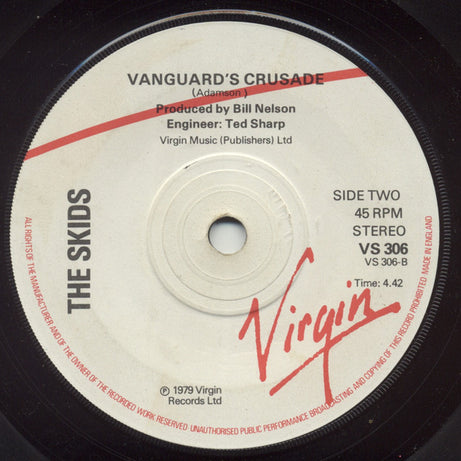 VANGUARD'S CRUSADE
(Adamson)
Produced by Bill Nelson
Engineer: Ted Sharp
Virgin Music (Publishers) Ltd
THE SKIDS
SIDE TWO
45 RPM
STEREO
VS 306
VS 306-B
Time: 4.42
Virgin
℗ 1979 Virgin
Records Ltd
ALL RIGHTS OF THE MANUFACTURER AND OF THE OWNER OF THE RECORDED WORK RESERVED UNAUTHORISED PUBLIC PERFORMANCE BROADCASTING AND COPYING OF THIS RECORD PROHIBITED MADE IN ENGLAND